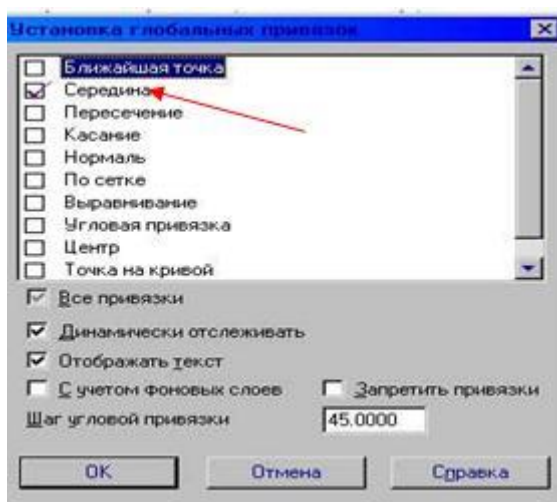 Установка глобальных привязок
Ближайшая точка
Середина
Пересечение
Касание
Нормаль
По сетке
Выравнивание
Угловая привязка
Центр
Точка на кривой
Все привязки
Динамически отслеживать
Отображать текст
С учетом фоновых слоев Запретить привязки
Шаг угловой привязки 45.0000
OK Отмена Справка